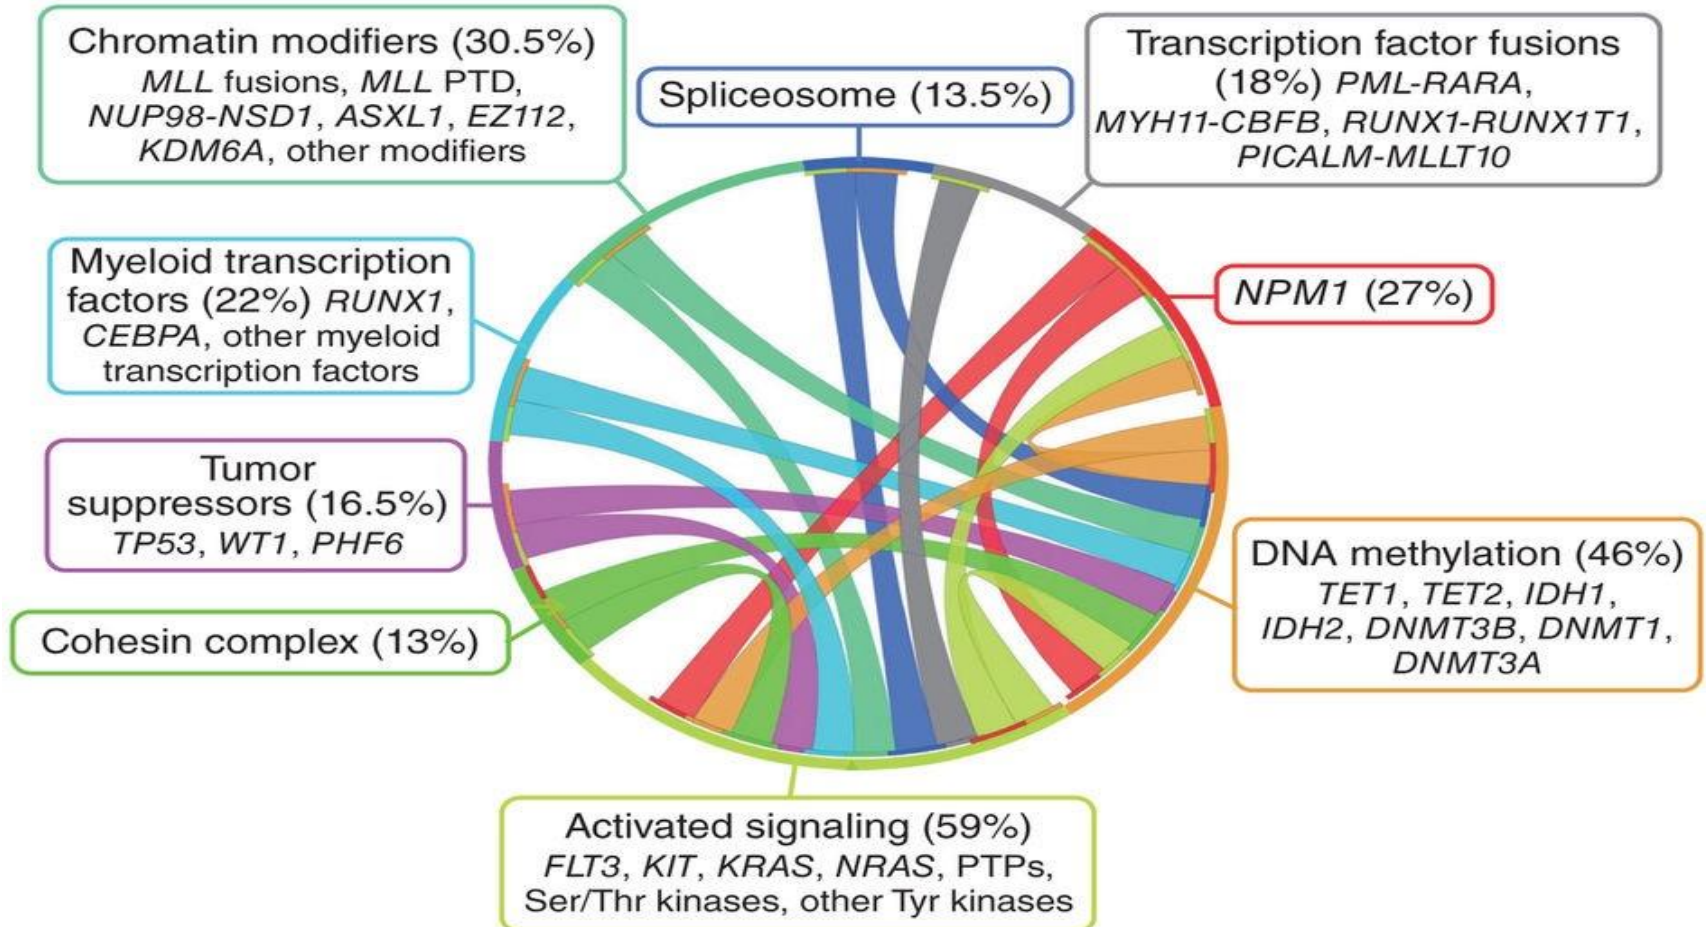 Chromatin modifiers (30.5%)
MLL fusions, MLL PTD,
NUP98-NSD1, ASXL1, EZ112,
KDM6A, other modifiers
Spliceosome (13.5%)
Transcription factor fusions
(18%) PML-RARA,
MYH11-CBFB, RUNX1-RUNX1T1,
PICALM-MLLT10
Myeloid transcription
factors (22%) RUNX1,
CEBPA, other myeloid
transcription factors
NPM1 (27%)
Tumor
suppressors (16.5%)
TP53, WT1, PHF6
DNA methylation (46%)
TET1, TET2, IDH1,
IDH2, DNMT3B, DNMT1,
DNMT3A
Cohesin complex (13%)
Activated signaling (59%)
FLT3, KIT, KRAS, NRAS, PTPs,
Ser/Thr kinases, other Tyr kinases